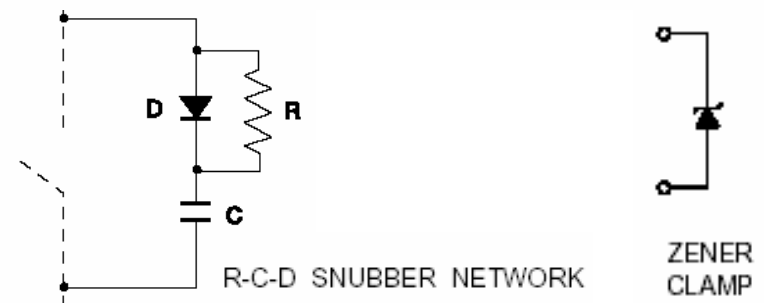 D
R
C
R-C-D SNUBBER NETWORK
ZENER
CLAMP